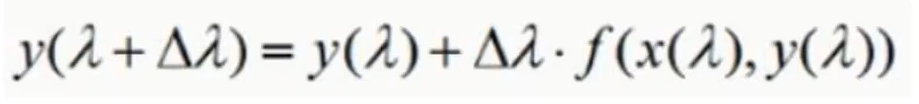 y(λ + Δλ) = y(λ) + Δλ · f(x(λ), y(λ))